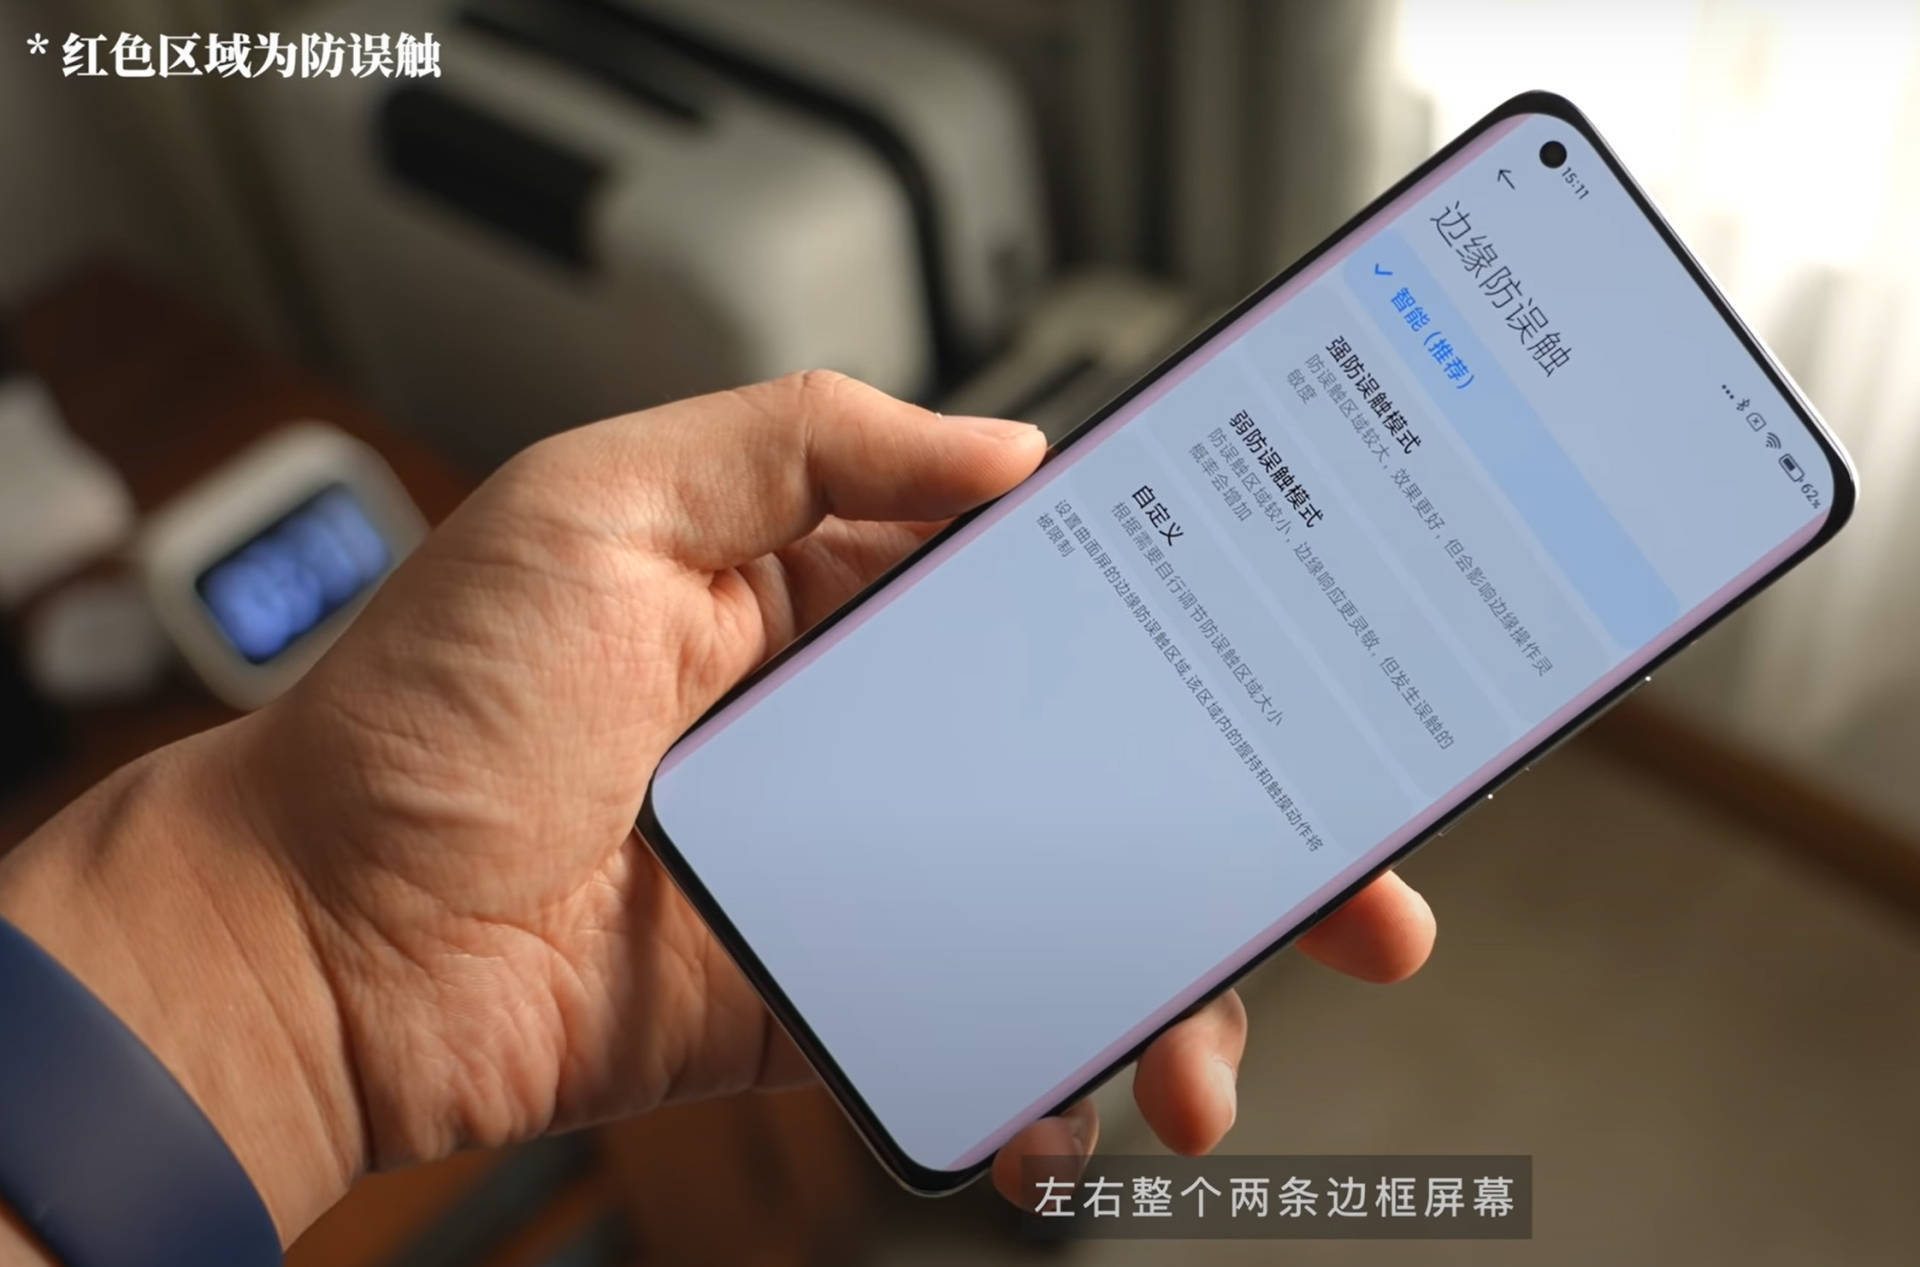 * 红色区域为防误触
15:11
62%
←
边缘防误触
智能（推荐）
强防误触模式
防误触区域较大，效果更好，但会影响边缘操作灵
敏度
弱防误触模式
防误触区域较小，边缘响应更灵敏，但发生误触的
概率会增加
自定义
根据需要自行调节防误触区域大小
设置曲面屏的边缘防误触区域,该区域内的握持和触摸动作将
被限制
左右整个两条边框屏幕